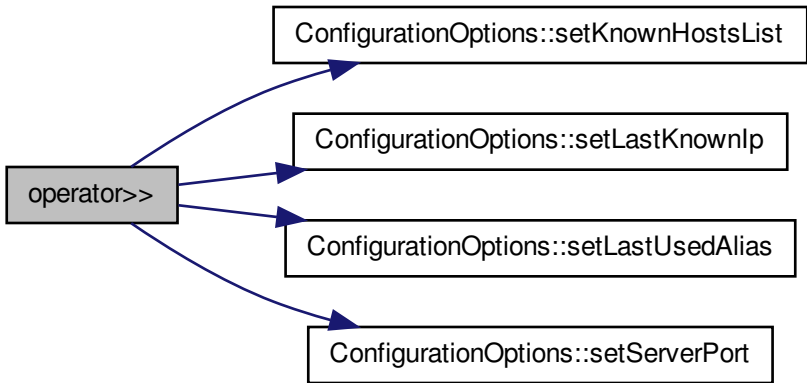 ConfigurationOptions::setKnownHostsList
ConfigurationOptions::setLastKnownIp
operator>>
ConfigurationOptions::setLastUsedAlias
ConfigurationOptions::setServerPort